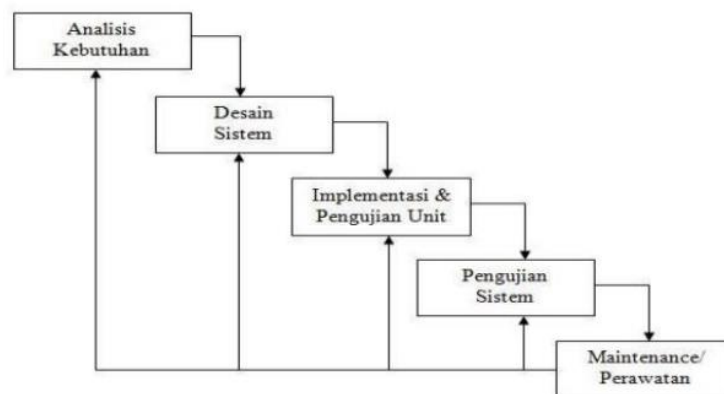 Analisis
Kebutuhan
Desain
Sistem
Implementasi &
Pengujian Unit
Pengujian
Sistem
Maintenance/
Perawatan